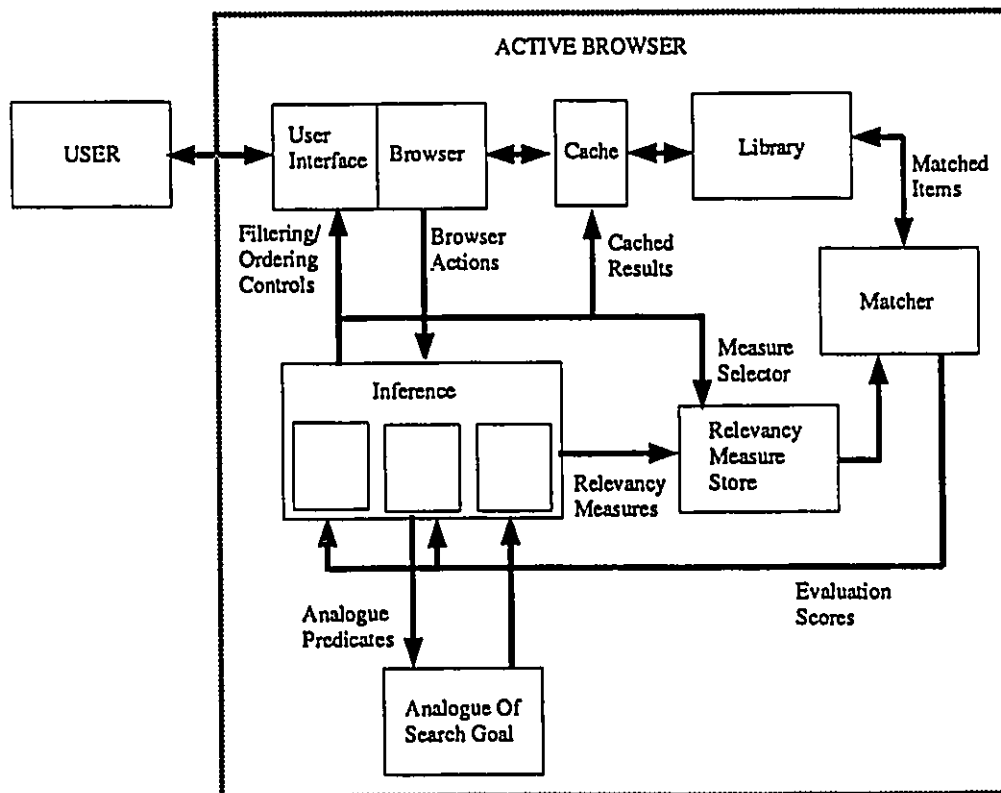 ACTIVE BROWSER
USER
User
Interface
Browser
Cache
Library
Matched
Items
Filtering/
Ordering
Controls
Browser
Actions
Cached
Results
Matcher
Measure
Selector
Inference
Relevancy
Measure
Store
Relevancy
Measures
Evaluation
Scores
Analogue
Predicates
Analogue Of
Search Goal